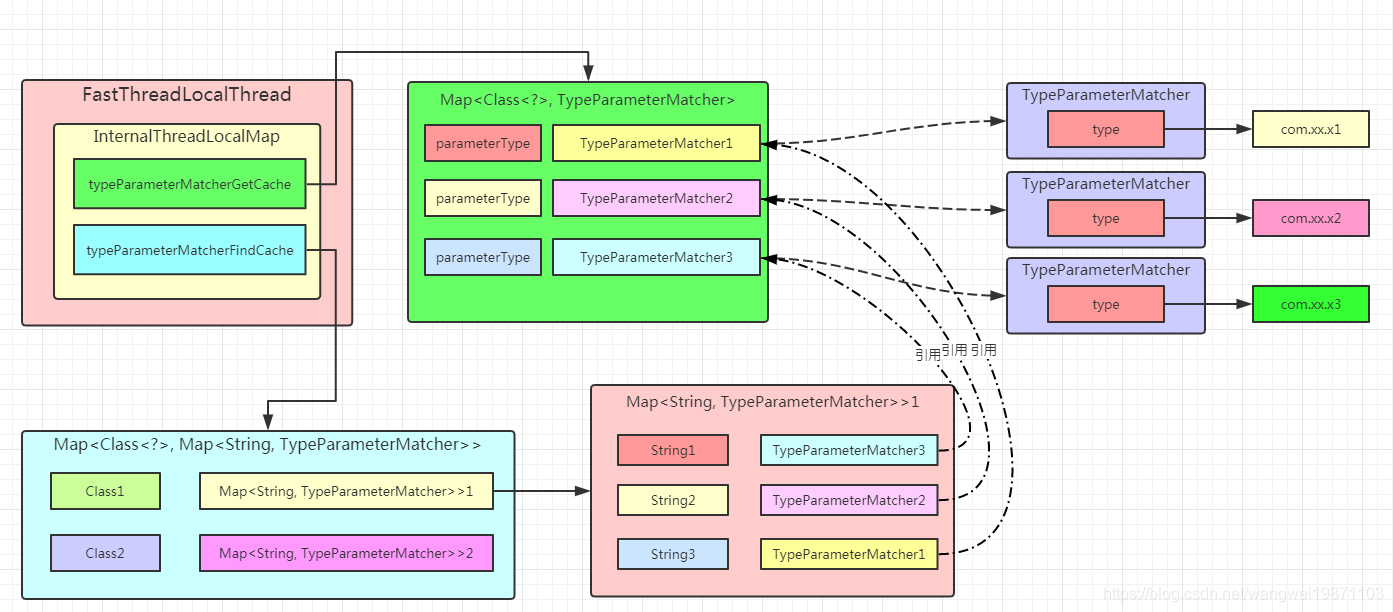 FastThreadLocalThread
InternalThreadLocalMap
typeParameterMatcherGetCache
typeParameterMatcherFindCache
Map<Class<?>, TypeParameterMatcher>
parameterType
TypeParameterMatcher1
parameterType
TypeParameterMatcher2
parameterType
TypeParameterMatcher3
TypeParameterMatcher
type
com.xx.x1
TypeParameterMatcher
type
com.xx.x2
TypeParameterMatcher
type
com.xx.x3
引用
引用
引用
Map<Class<?>, Map<String, TypeParameterMatcher>>
Class1
Map<String, TypeParameterMatcher>>1
Class2
Map<String, TypeParameterMatcher>>2
Map<String, TypeParameterMatcher>>1
String1
TypeParameterMatcher3
String2
TypeParameterMatcher2
String3
TypeParameterMatcher1
https://blog.csdn.net/wangwei19871103